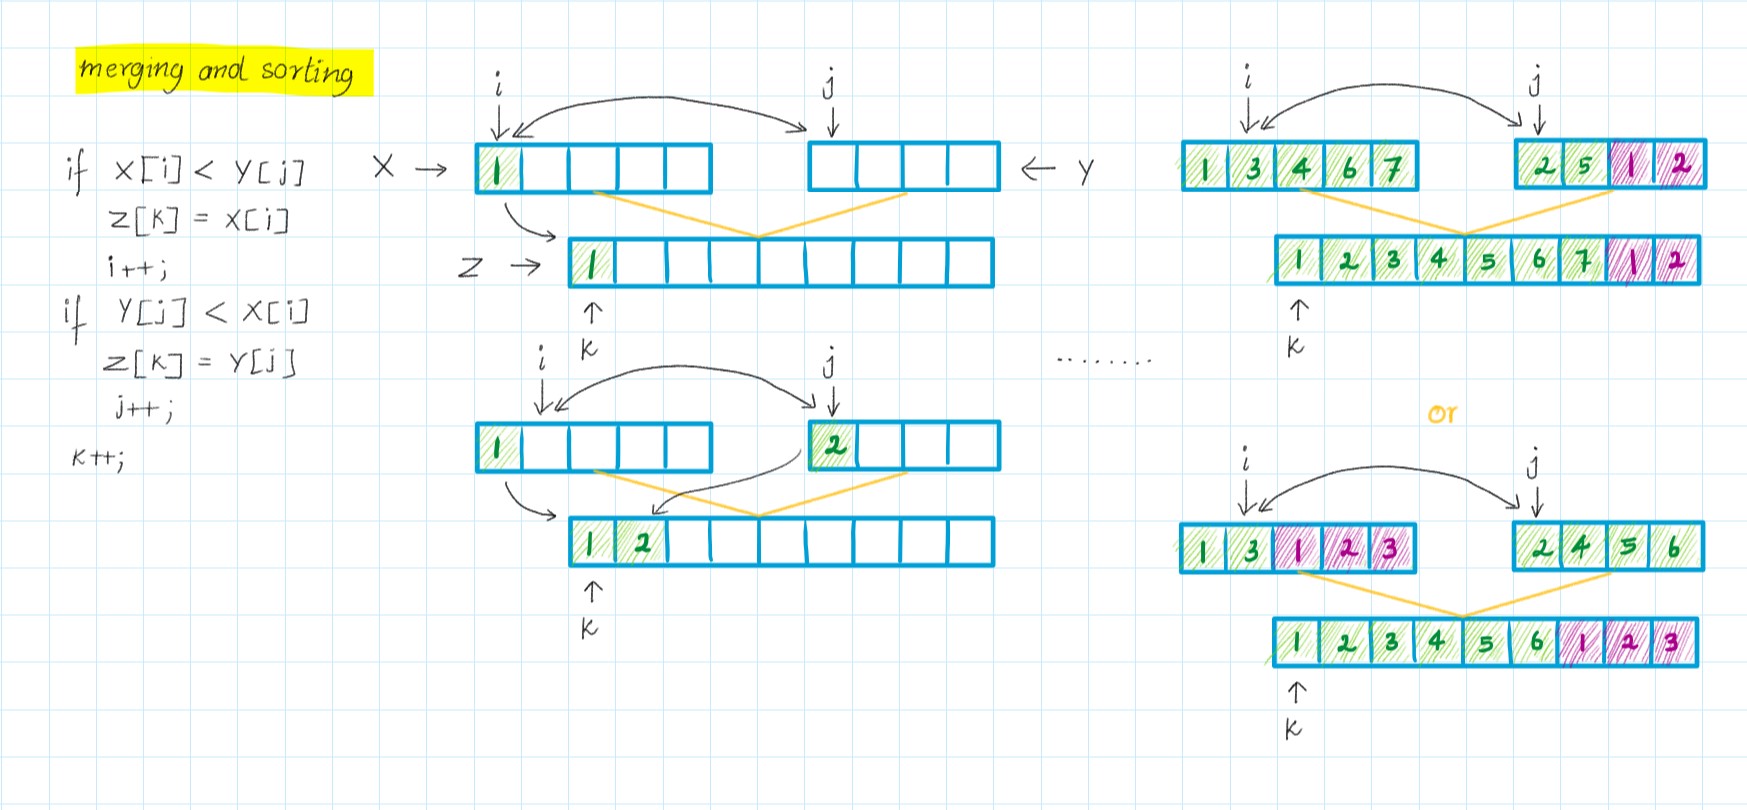 merging and sorting
if X[i] < Y[j]
Z[k] = X[i]
i++;
if Y[j] < X[i]
Z[k] = Y[j]
j++;
k++;
i
j
X → 1
← Y
Z → 1
k
i
j
1
2
1 2
k
........
i
j
1 3 4 6 7
2 5 1 2
1 2 3 4 5 6 7 1 2
k
or
i
j
1 3 1 2 3
2 4 5 6
1 2 3 4 5 6 1 2 3
k